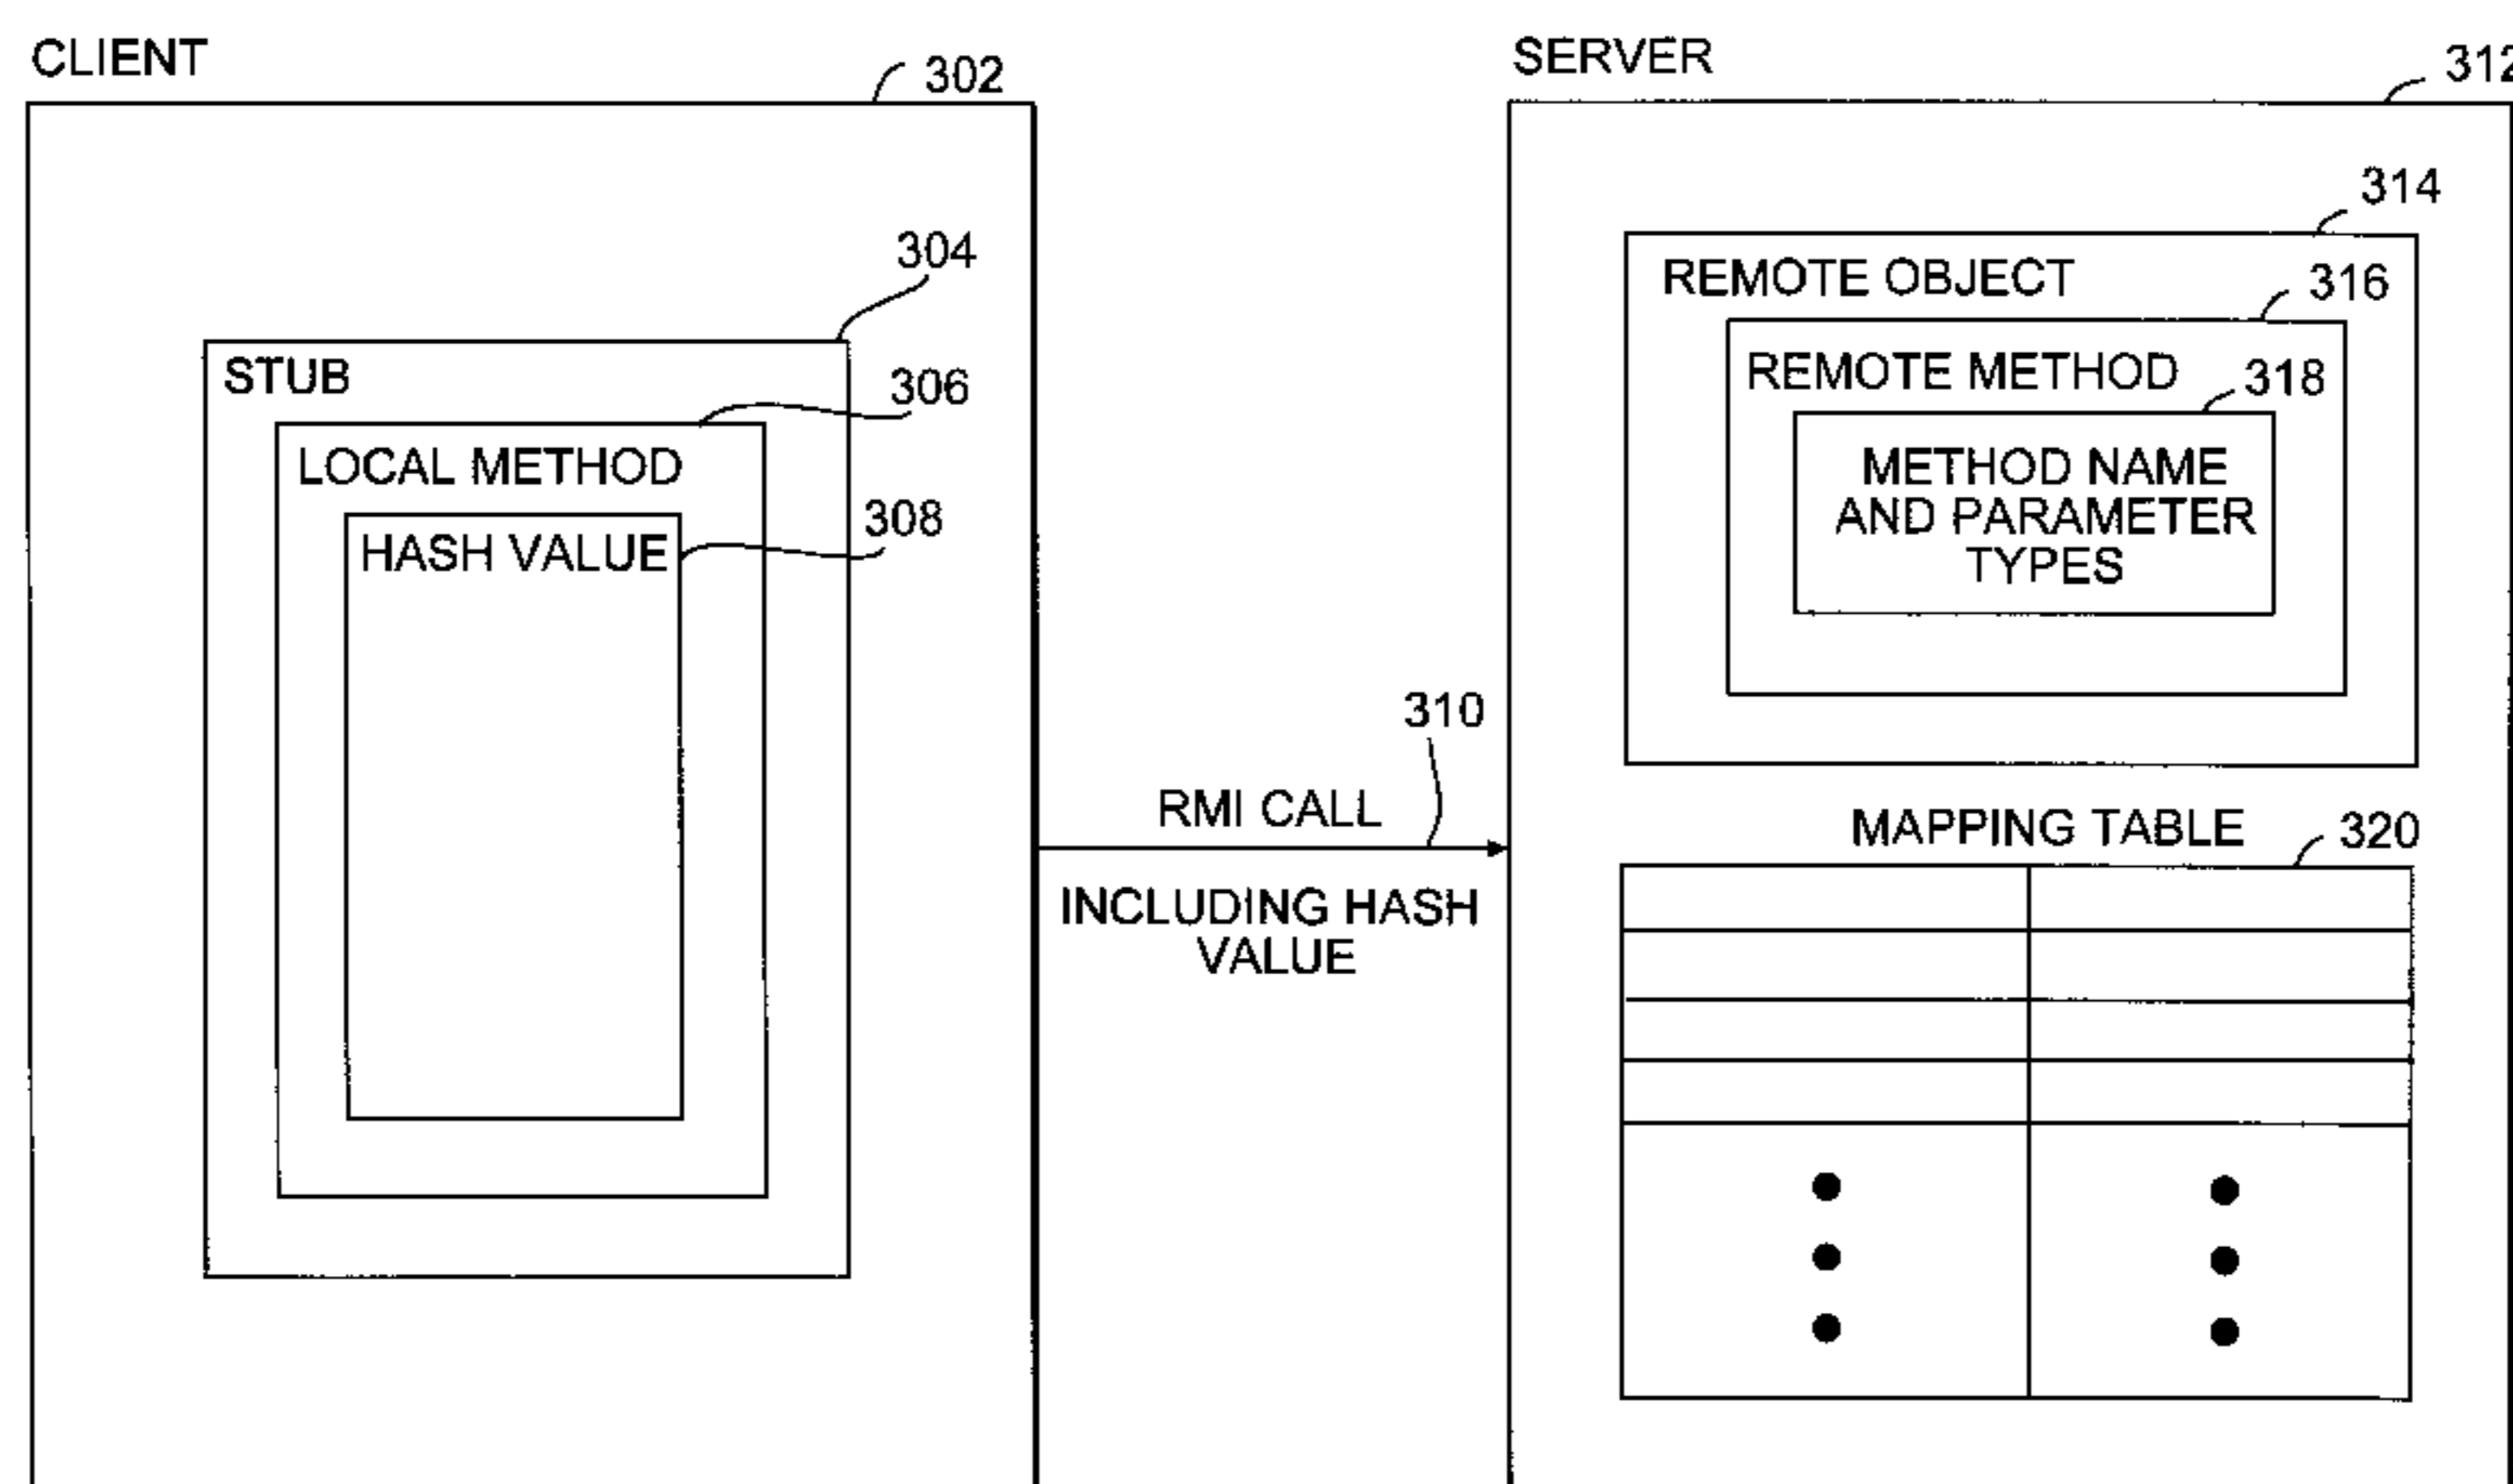 CLIENT
302
304
STUB
306
LOCAL METHOD
308
HASH VALUE
310
RMI CALL
INCLUDING HASH
VALUE
SERVER
312
314
REMOTE OBJECT
316
REMOTE METHOD
318
METHOD NAME
AND PARAMETER
TYPES
MAPPING TABLE
320